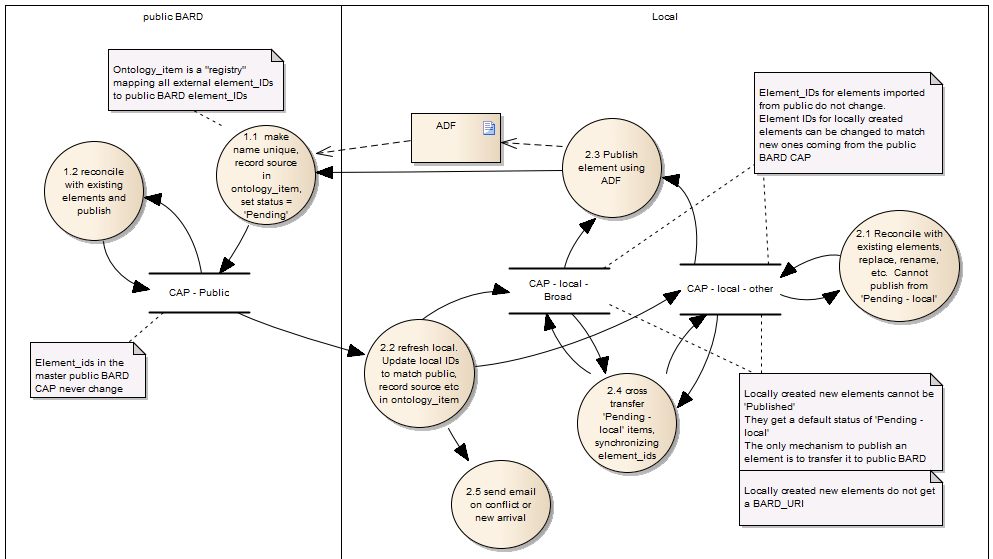 public BARD
Local
Ontology_item is a "registry"
mapping all external element_IDs
to public BARD element_IDs
1.1 make
name unique,
record source
in
ontology_item,
set status =
'Pending'
1.2 reconcile
with existing
elements and
publish
CAP - Public
Element_ids in the
master public BARD
CAP never change
ADF
2.3 Publish
element using
ADF
Element_IDs for elements imported
from public do not change.
Element IDs for locally created
elements can be changed to match
new ones coming from the public
BARD CAP
2.1 Reconcile with
existing elements,
replace, rename,
etc. Cannot
publish from
'Pending - local'
CAP - local -
Broad
CAP - local - other
2.2 refresh local.
Update local IDs
to match public,
record source etc
in ontology_item
2.4 cross
transfer
'Pending -
local' items,
synchronizing
element_ids
2.5 send email
on conflict or
new arrival
Locally created new elements cannot be
'Published'
They get a default status of 'Pending -
local'
The only mechanism to publish an
element is to transfer it to public BARD
Locally created new elements do not get
a BARD_URI